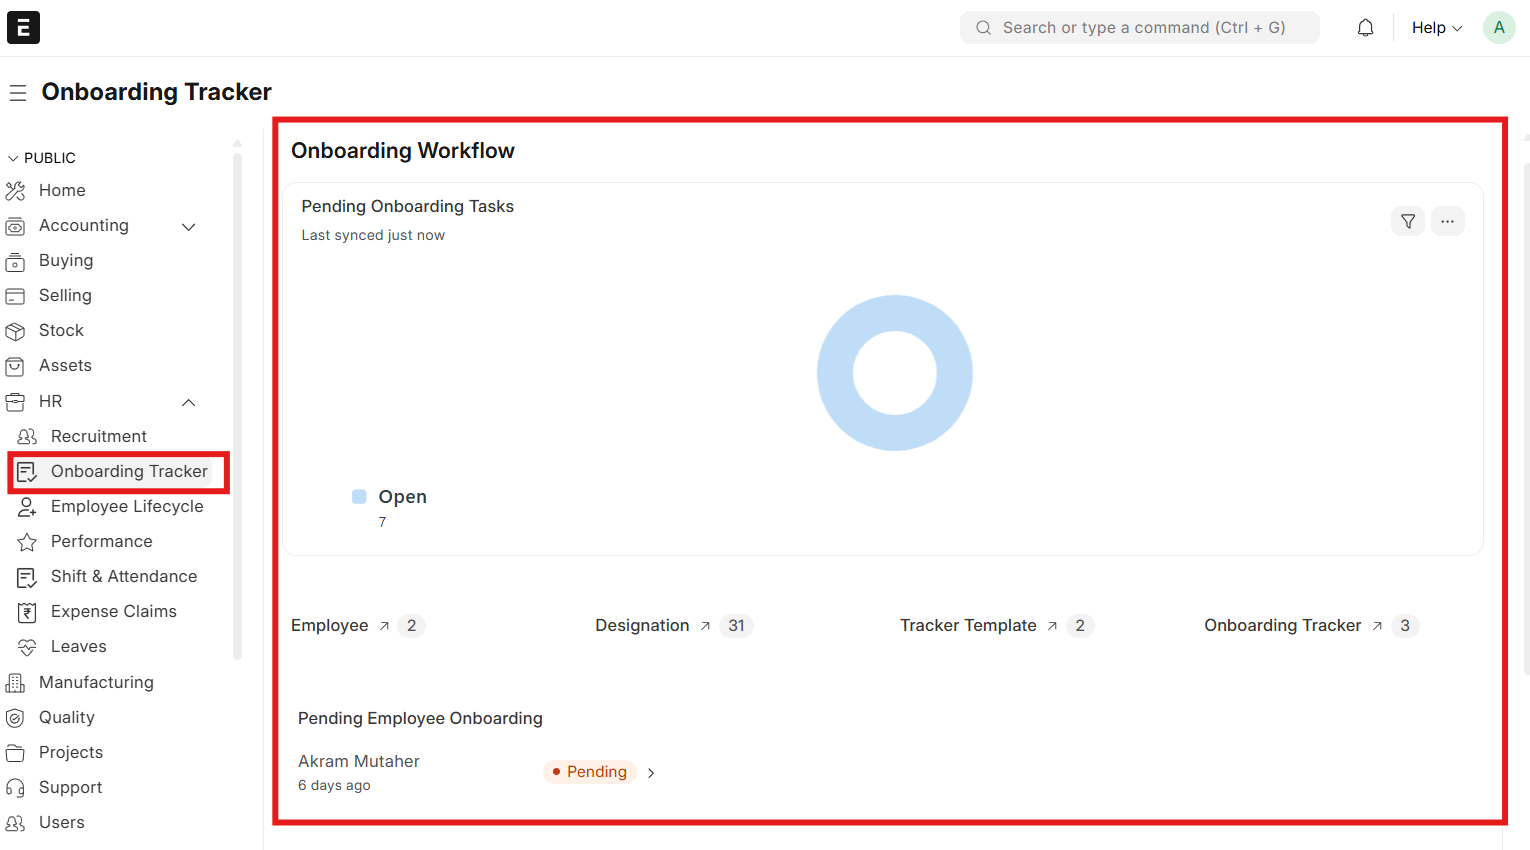 E
Search or type a command (Ctrl + G)
Help
A
Onboarding Tracker
PUBLIC
Home
Accounting
Buying
Selling
Stock
Assets
HR
Recruitment
Onboarding Tracker
Employee Lifecycle
Performance
Shift & Attendance
Expense Claims
Leaves
Manufacturing
Quality
Projects
Support
Users
Onboarding Workflow
Pending Onboarding Tasks
Last synced just now
Open
7
Employee 2
Designation 31
Tracker Template 2
Onboarding Tracker 3
Pending Employee Onboarding
Akram Mutaher
6 days ago
Pending